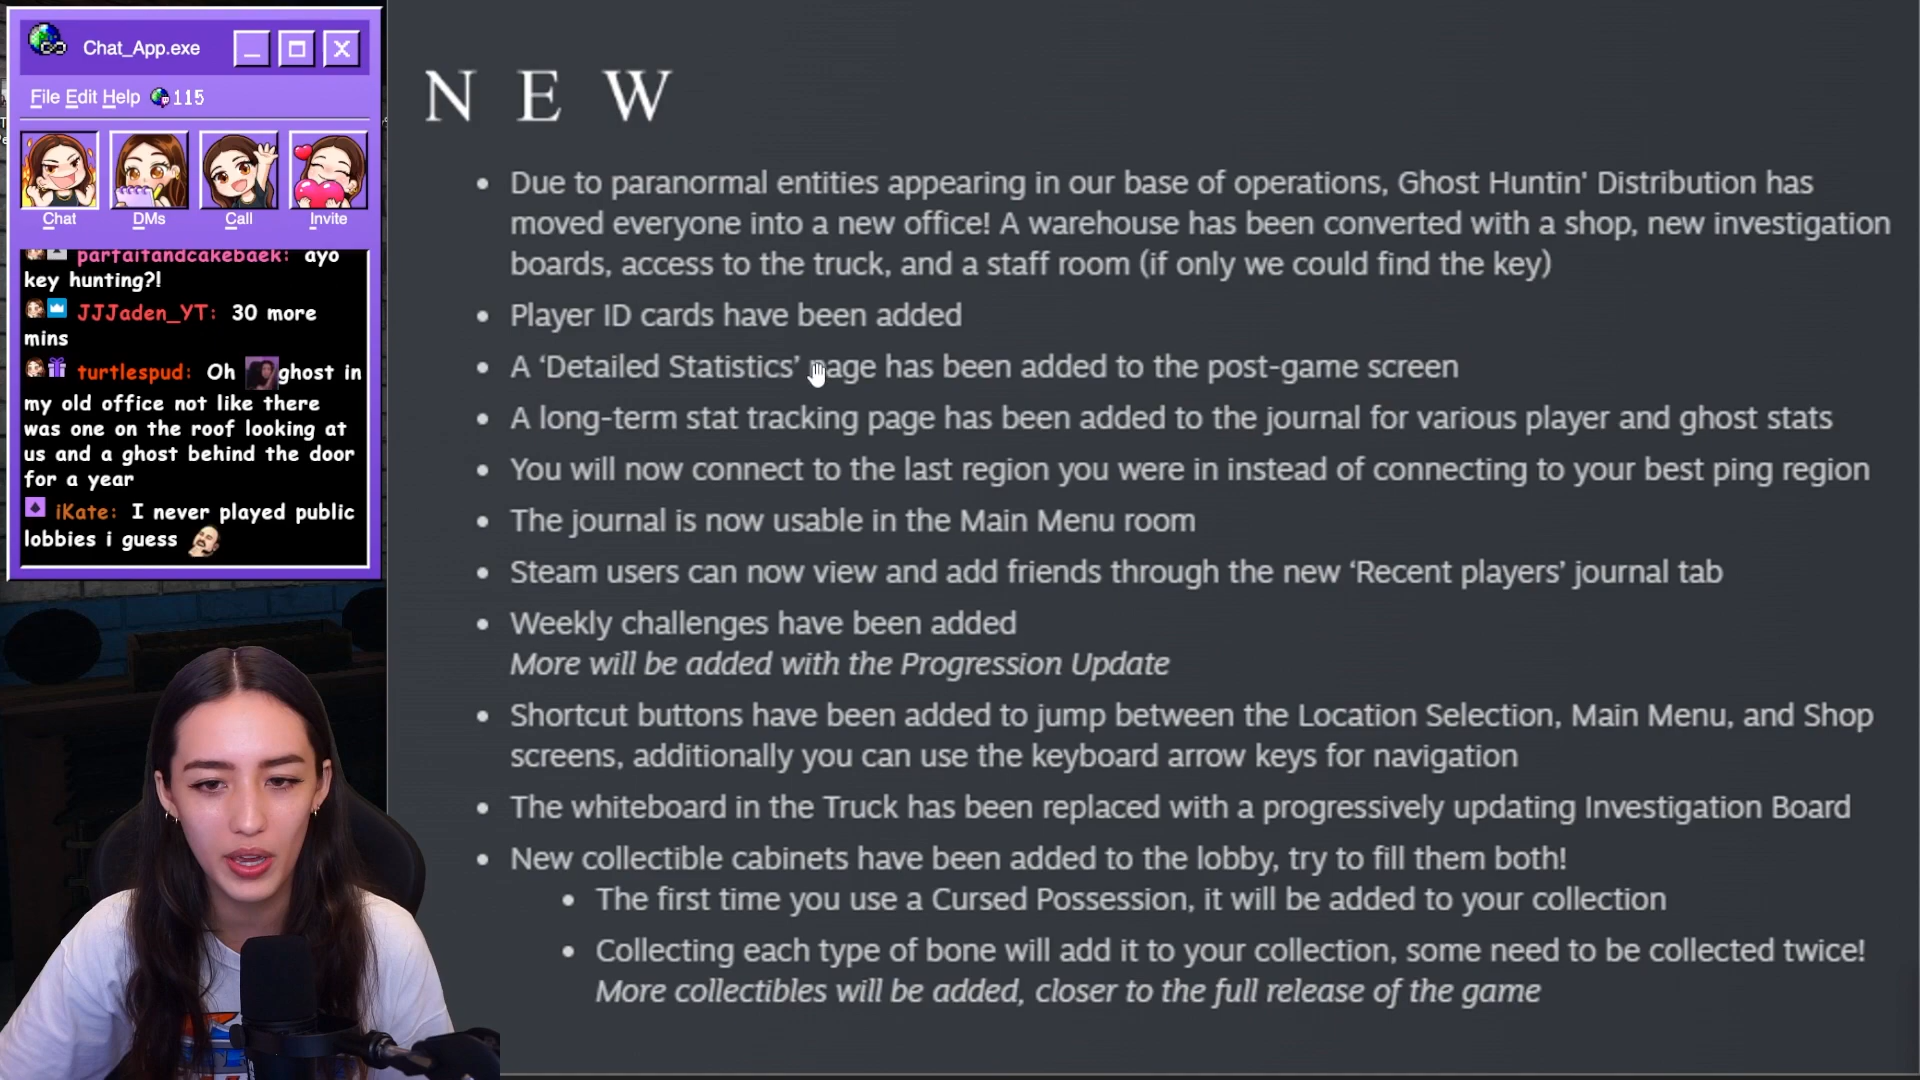 Chat_App.exe
File Edit Help 115
Chat DMs Call Invite
parfaitandcakebaek: ayo
key hunting?!
JJJaden_YT: 30 more
mins
turtlespud: Oh ghost in
my old office not like there
was one on the roof looking at
us and a ghost behind the door
for a year
iKate: I never played public
lobbies i guess
NEW
• Due to paranormal entities appearing in our base of operations, Ghost Huntin' Distribution has
moved everyone into a new office! A warehouse has been converted with a shop, new investigation
boards, access to the truck, and a staff room (if only we could find the key)
• Player ID cards have been added
• A ‘Detailed Statistics’ page has been added to the post-game screen
• A long-term stat tracking page has been added to the journal for various player and ghost stats
• You will now connect to the last region you were in instead of connecting to your best ping region
• The journal is now usable in the Main Menu room
• Steam users can now view and add friends through the new ‘Recent players’ journal tab
• Weekly challenges have been added
More will be added with the Progression Update
• Shortcut buttons have been added to jump between the Location Selection, Main Menu, and Shop
screens, additionally you can use the keyboard arrow keys for navigation
• The whiteboard in the Truck has been replaced with a progressively updating Investigation Board
• New collectible cabinets have been added to the lobby, try to fill them both!
• The first time you use a Cursed Possession, it will be added to your collection
• Collecting each type of bone will add it to your collection, some need to be collected twice!
More collectibles will be added, closer to the full release of the game